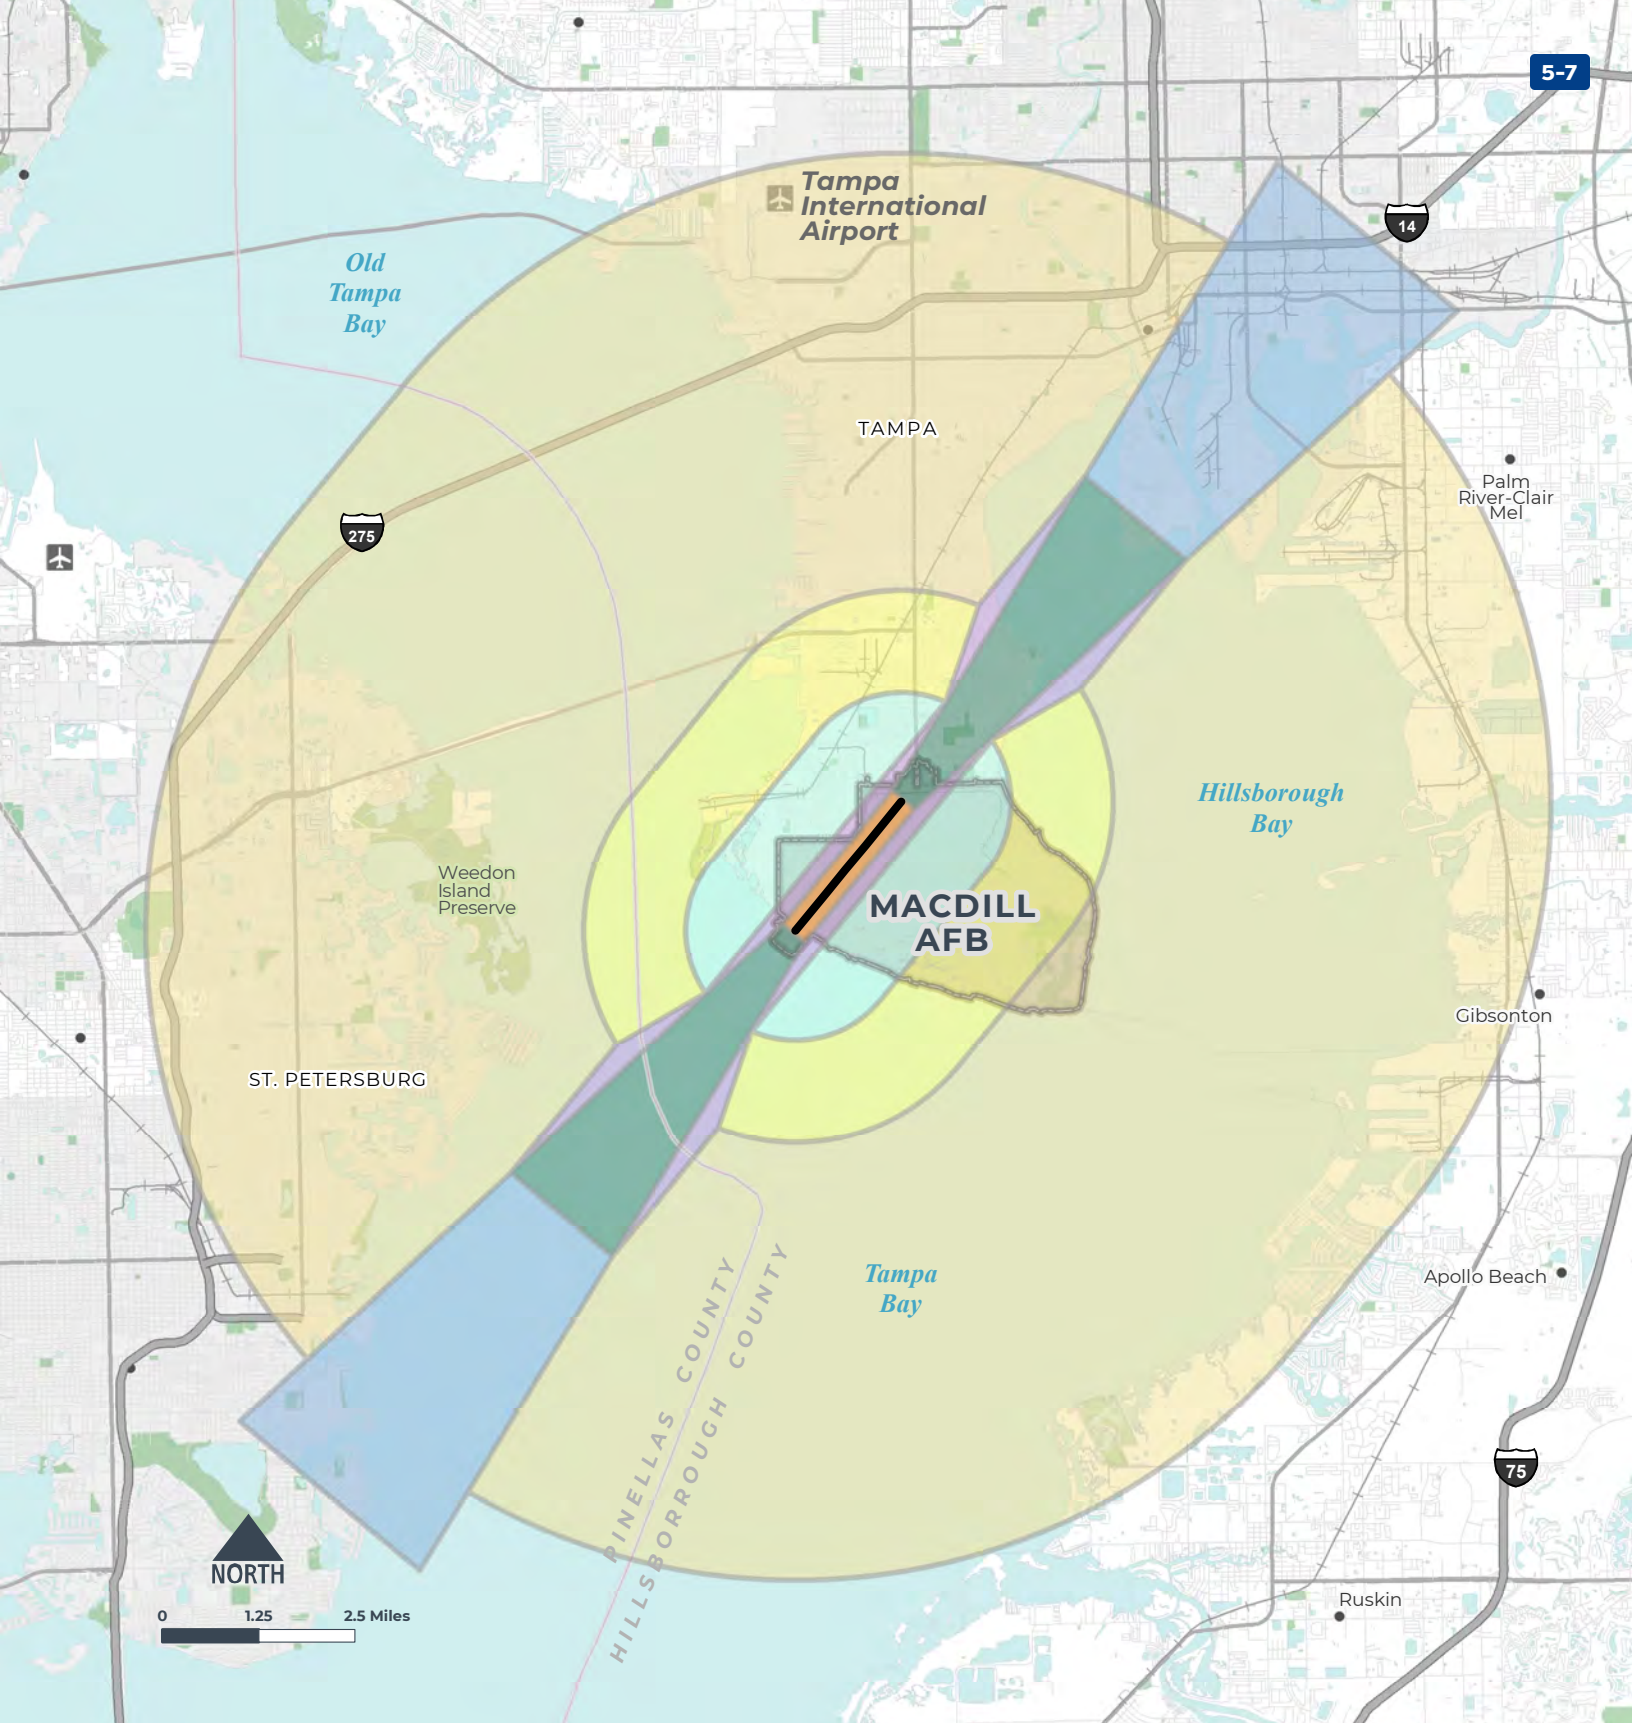 5-7
Tampa
International
Airport
14
Old
Tampa
Bay
TAMPA
Palm
River-Clair
Mel
275
Hillsborough
Bay
Weedon
Island
Preserve
MACDILL
AFB
Gibsonton
ST. PETERSBURG
Tampa
Bay
Apollo Beach
PINELLAS COUNTY
HILLSBORROUGH COUNTY
75
NORTH
Ruskin
0 1.25 2.5 Miles